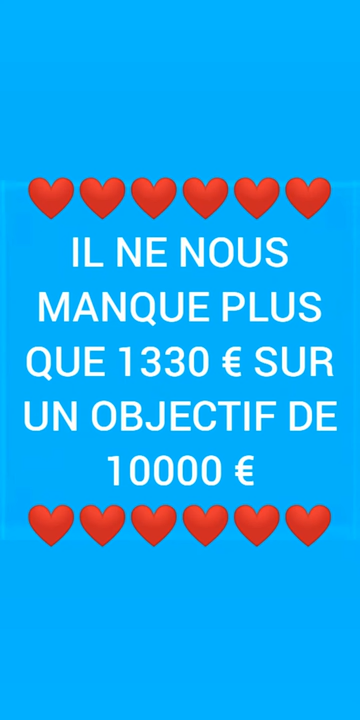 ❤️❤️❤️❤️❤️❤️
IL NE NOUS
MANQUE PLUS
QUE 1330 € SUR
UN OBJECTIF DE
10000 €
❤️❤️❤️❤️❤️❤️